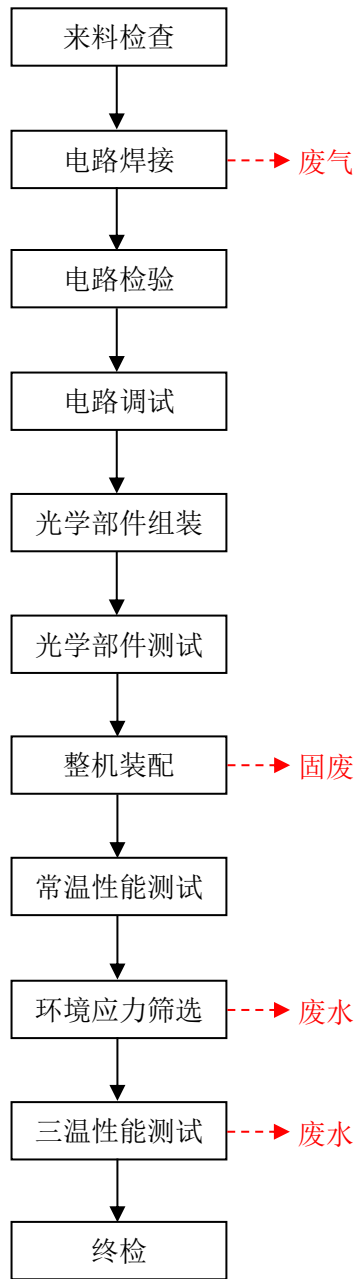 来料检查
电路焊接
废气
电路检验
电路调试
光学部件组装
光学部件测试
整机装配
固废
常温性能测试
环境应力筛选
废水
三温性能测试
废水
终检